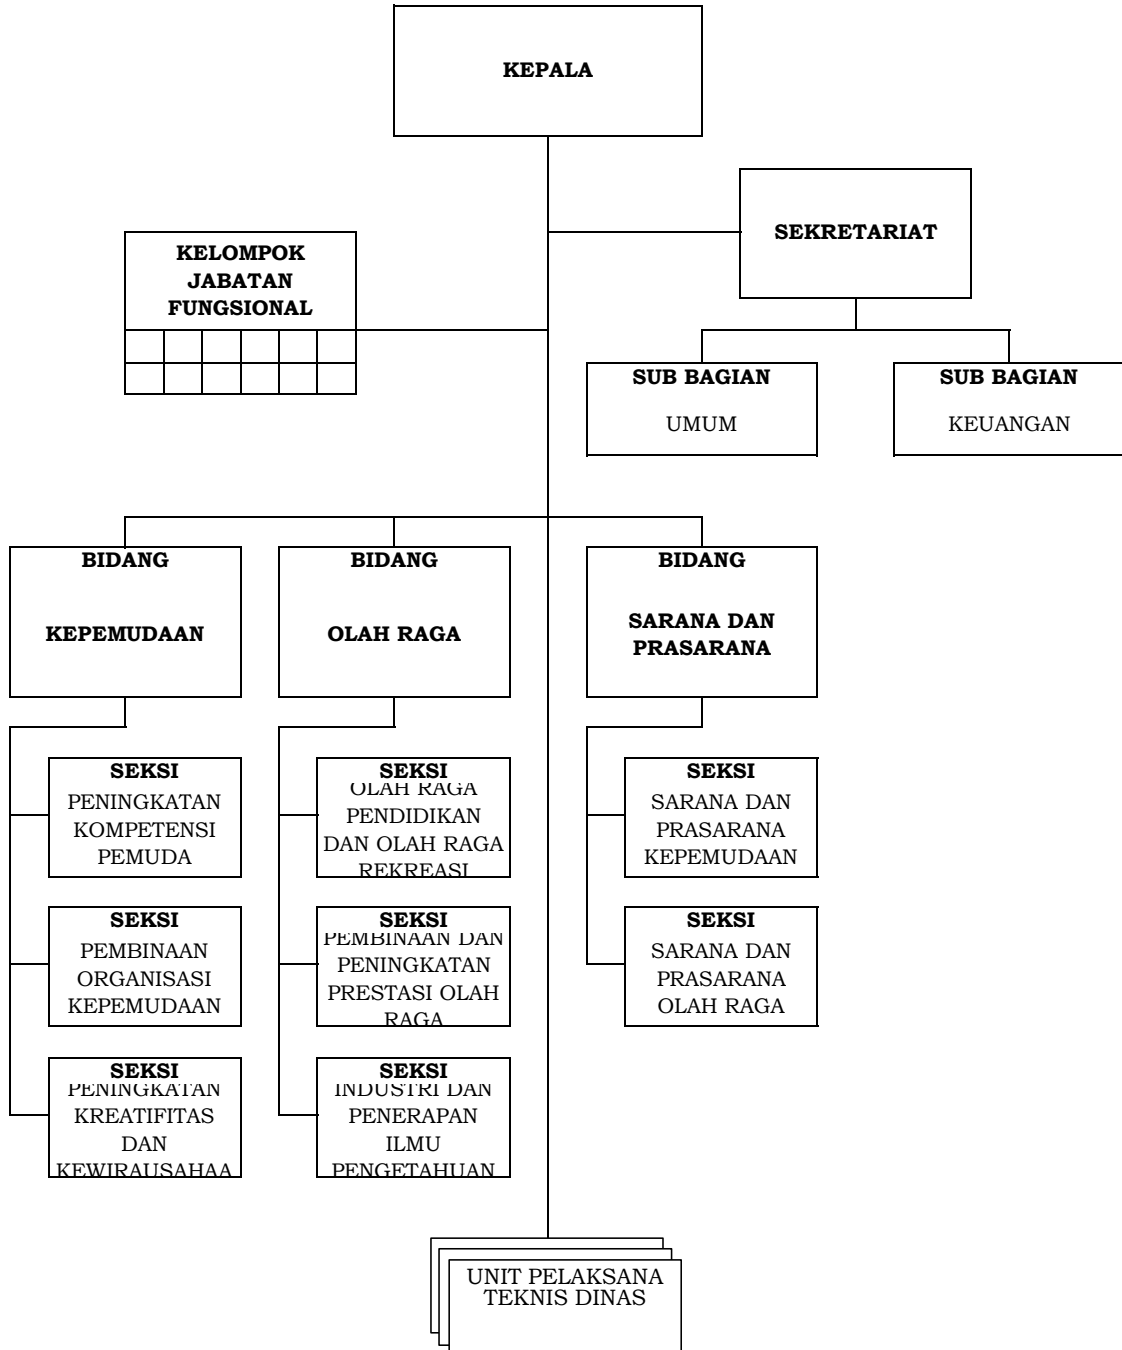 KEPALA
SEKRETARIAT
KELOMPOK
JABATAN
FUNGSIONAL
SUB BAGIAN
UMUM
SUB BAGIAN
KEUANGAN
BIDANG
KEPEMUDAAN
BIDANG
OLAH RAGA
BIDANG
SARANA DAN
PRASARANA
SEKSI
PENINGKATAN
KOMPETENSI
PEMUDA
SEKSI
OLAH RAGA
PENDIDIKAN
DAN OLAH RAGA
REKREASI
SEKSI
SARANA DAN
PRASARANA
KEPEMUDAAN
SEKSI
PEMBINAAN
ORGANISASI
KEPEMUDAAN
SEKSI
PEMBINAAN DAN
PENINGKATAN
PRESTASI OLAH
RAGA
SEKSI
SARANA DAN
PRASARANA
OLAH RAGA
SEKSI
PENINGKATAN
KREATIFITAS
DAN
KEWIRAUSAHAA
SEKSI
INDUSTRI DAN
PENERAPAN
ILMU
PENGETAHUAN
UNIT PELAKSANA
TEKNIS DINAS